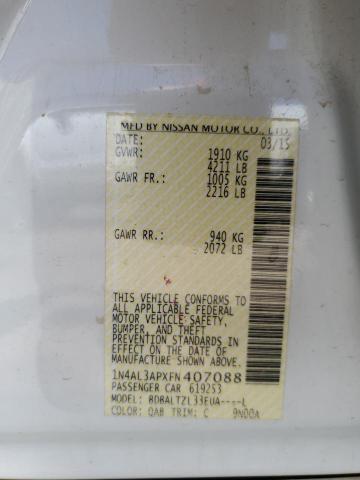 MFD BY NISSAN MOTOR CO., LTD.
DATE: 03/15
GVWR: 1910 KG
4211 LB
GAWR FR.: 1005 KG
2216 LB
GAWR RR.: 940 KG
2072 LB
THIS VEHICLE CONFORMS TO
ALL APPLICABLE FEDERAL
MOTOR VEHICLE SAFETY,
BUMPER, AND THEFT
PREVENTION STANDARDS IN
EFFECT ON THE DATE OF
MANUFACTURE SHOWN ABOVE.
1N4AL3APXFN407088
PASSENGER CAR 619253
MODEL: BDBALTZL33EUA----L
COLOR: QAB TRIM: C